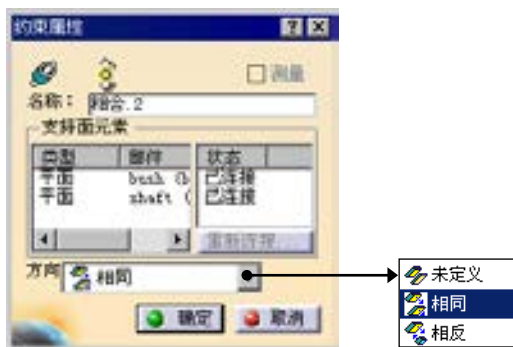 约束属性
测量
名称： 相合.2
支持面元素
类型 部件 状态
平面 bush (b 已连接
平面 shaft ( 已连接
重新连接...
方向 相同
确定 取消
未定义
相同
相反